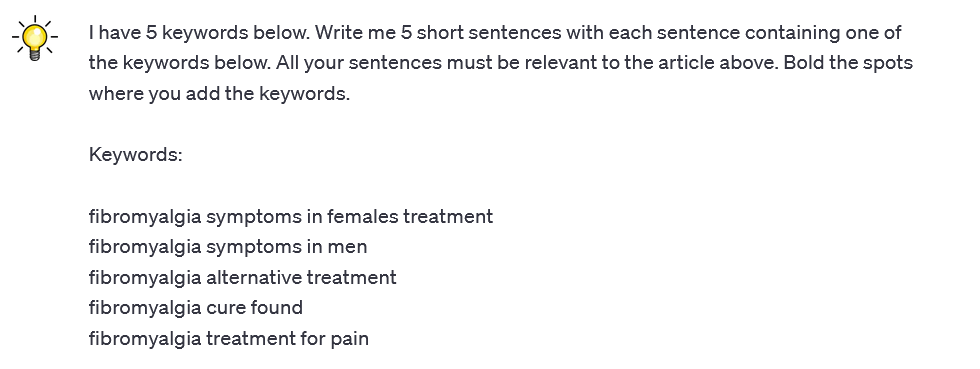 I have 5 keywords below. Write me 5 short sentences with each sentence containing one of
the keywords below. All your sentences must be relevant to the article above. Bold the spots
where you add the keywords.
Keywords:
fibromyalgia symptoms in females treatment
fibromyalgia symptoms in men
fibromyalgia alternative treatment
fibromyalgia cure found
fibromyalgia treatment for pain